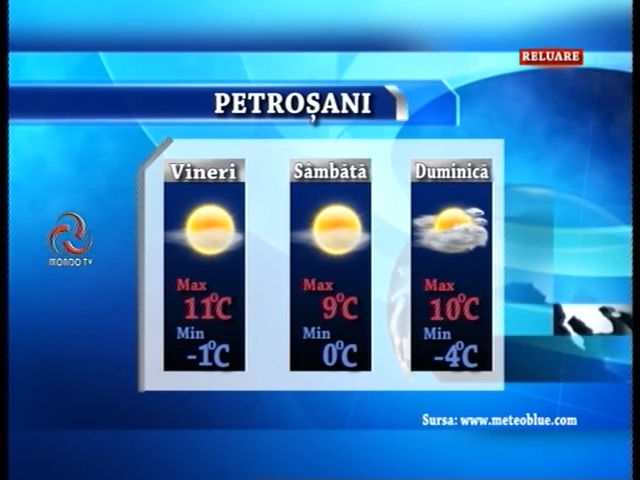 RELUARE
PETROȘANI
Vineri
Max
11°C
Min
-1°C
Sâmbătă
Max
9°C
Min
0°C
Duminică
Max
10°C
Min
-4°C
MONDO TV
Sursa: www.meteoblue.com